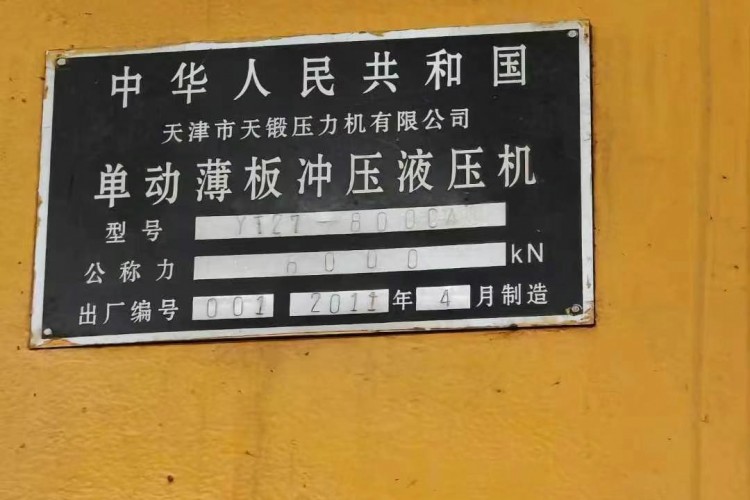 中华人民共和国
天津市天锻压力机有限公司
单动薄板冲压液压机
型号 YT27-800CA
公称力 8000 kN
出厂编号 001 2011 年 4 月制造